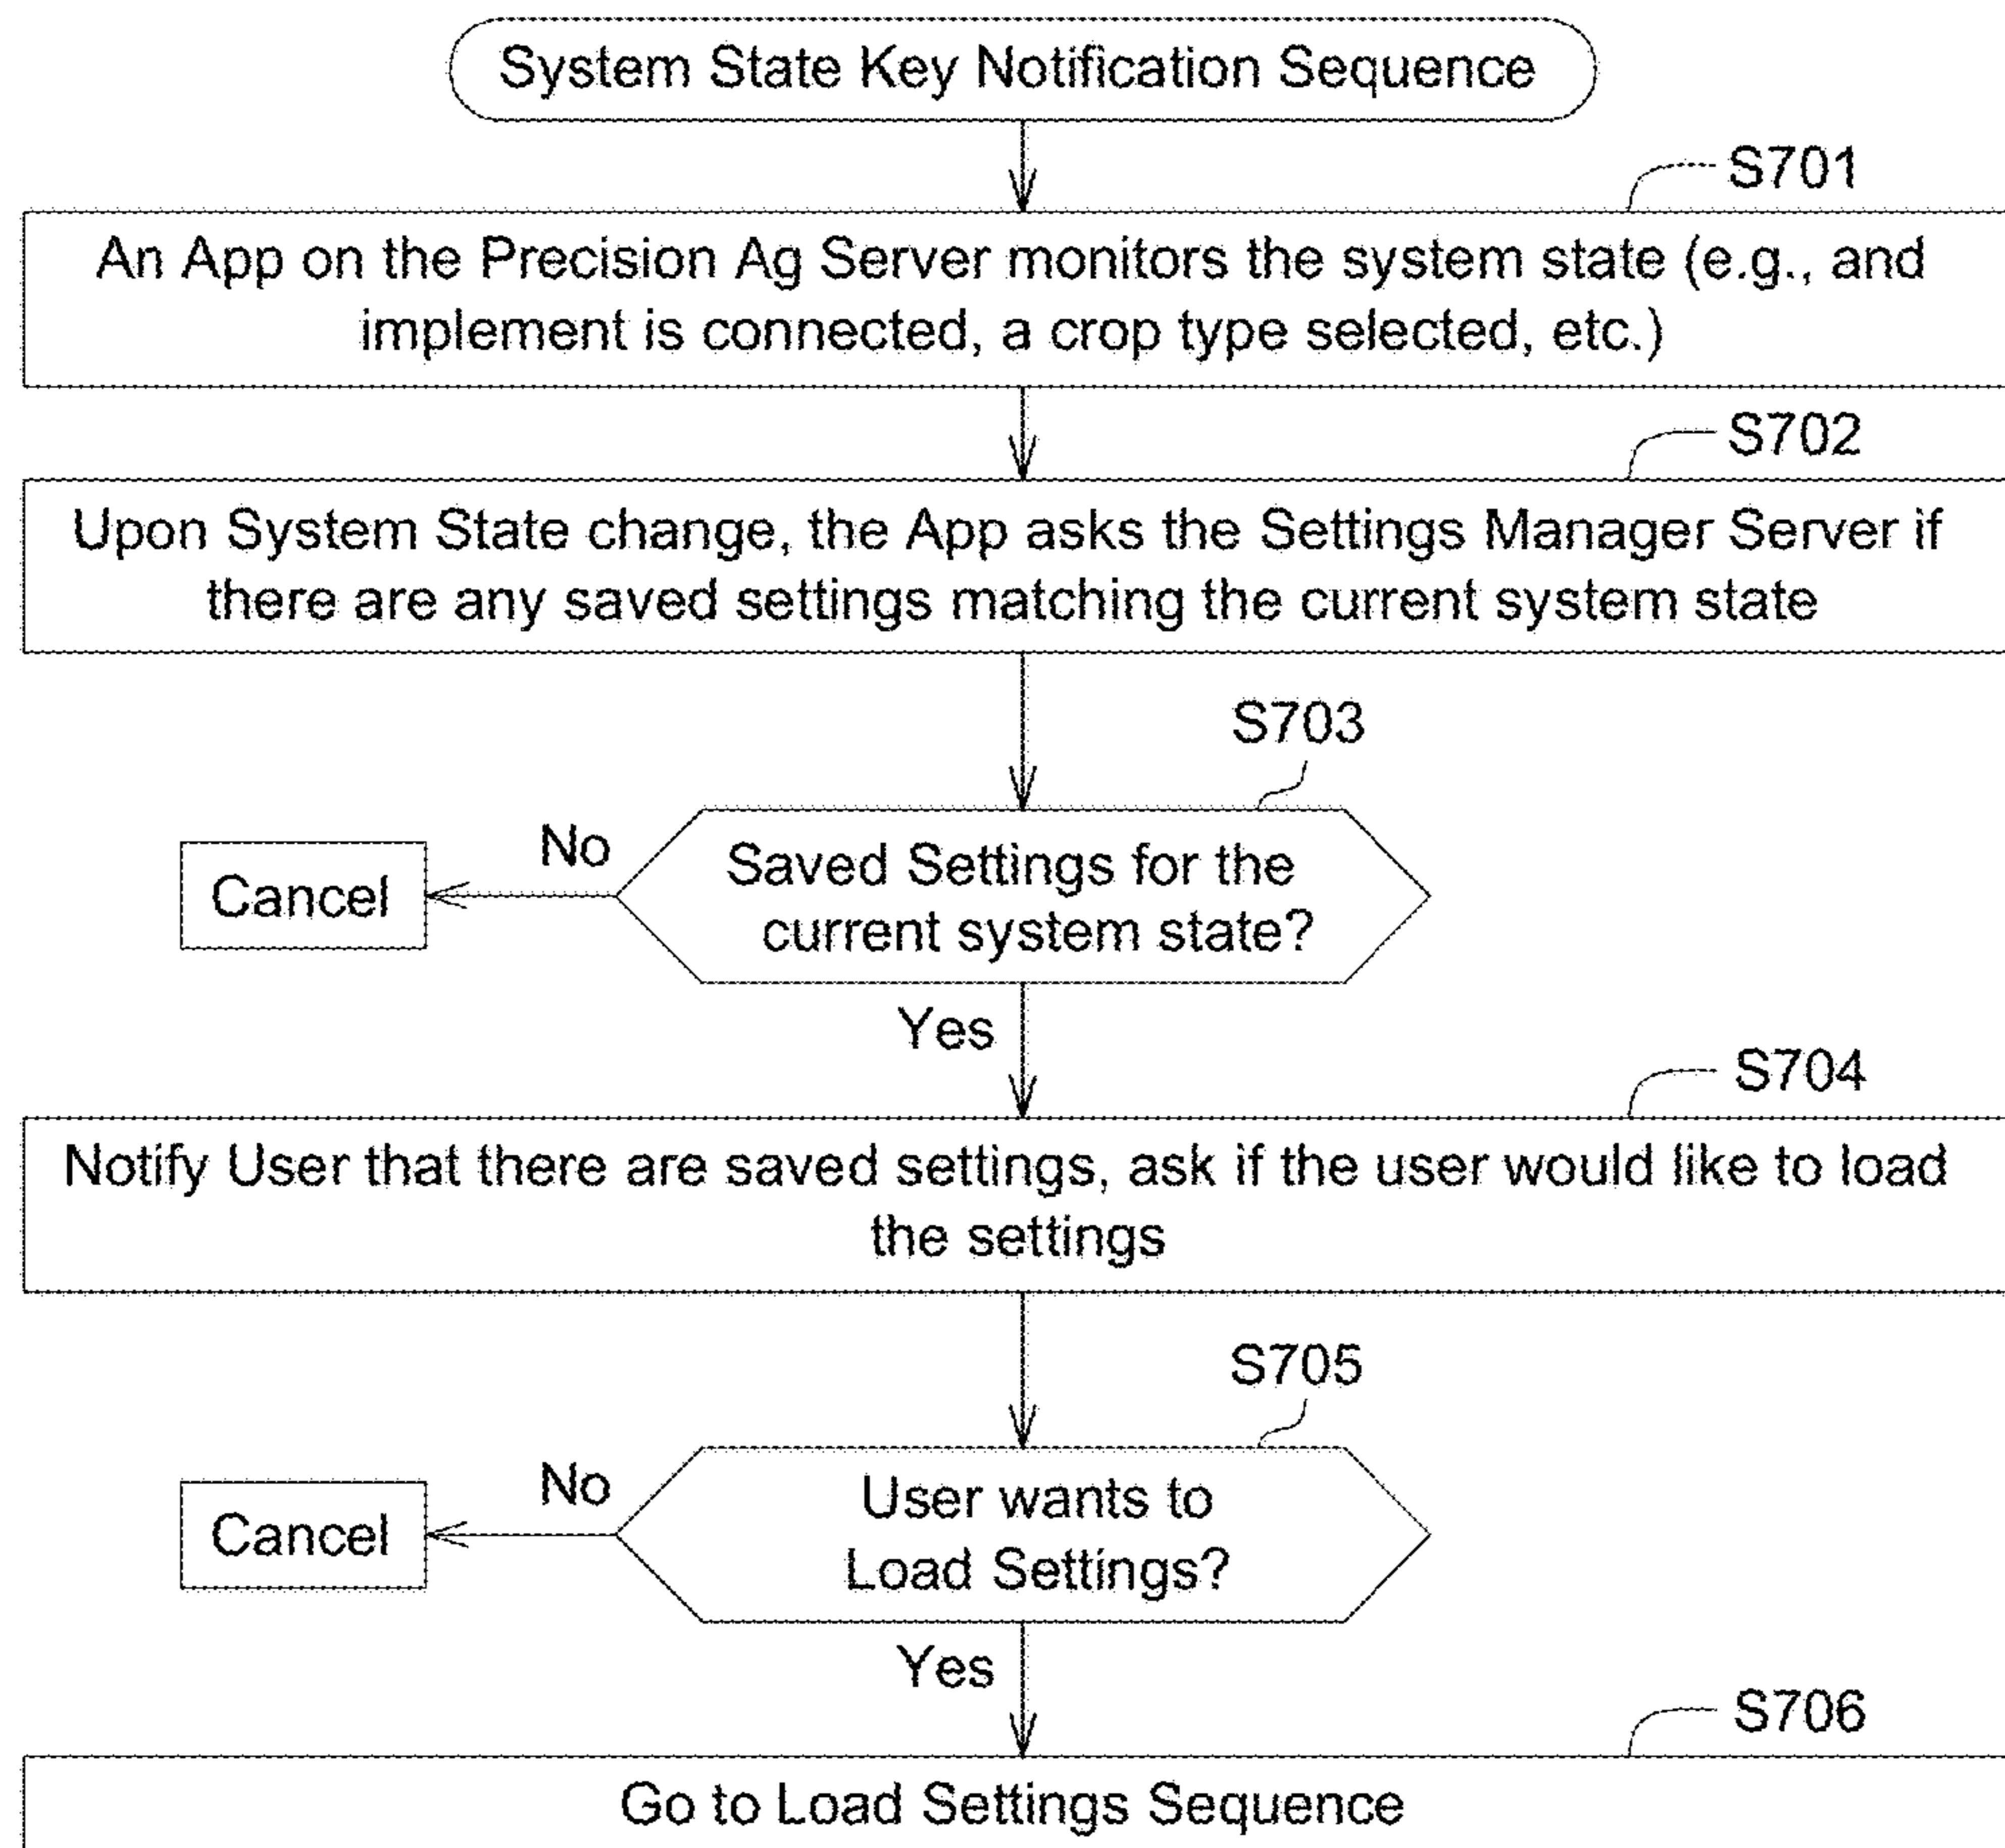 System State Key Notification Sequence
S701
An App on the Precision Ag Server monitors the system state (e.g., and
implement is connected, a crop type selected, etc.)
S702
Upon System State change, the App asks the Settings Manager Server if
there are any saved settings matching the current system state
S703
No
Saved Settings for the
Cancel
current system state?
Yes
S704
Notify User that there are saved settings, ask if the user would like to load
the settings
S705
No
User wants to
Cancel
Load Settings?
Yes
S706
Go to Load Settings Sequence